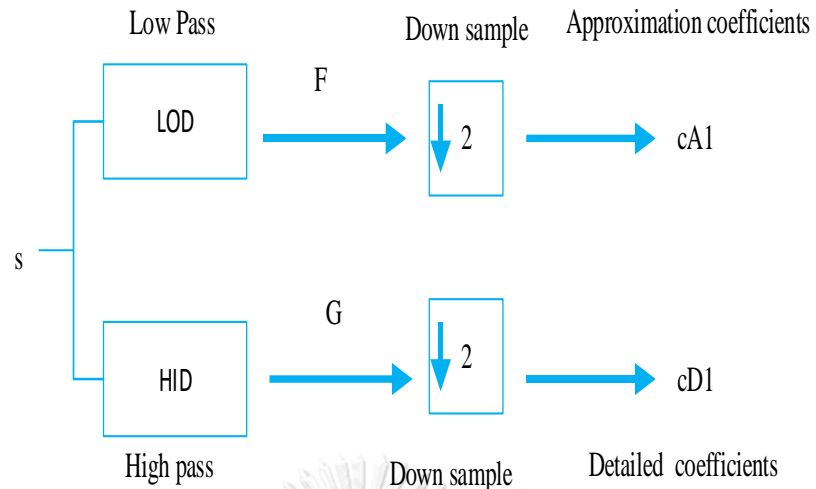 Low Pass
Down sample
Approximation coefficients
F
LOD
2
cA1
s
G
HID
2
cD1
High pass
Down sample
Detailed coefficients